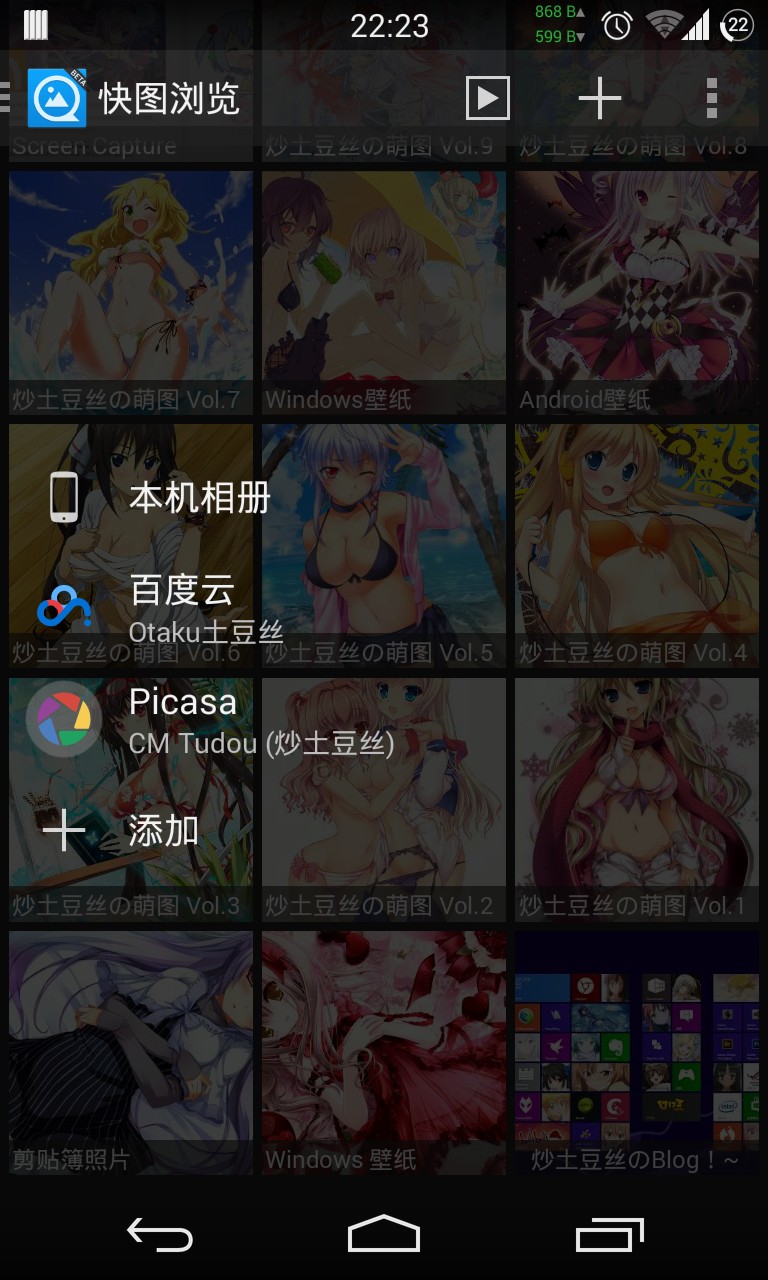 22:23
868 B▲
599 B▼
22
BETA
快图浏览
Screen Capture
炒土豆丝の萌图 Vol.9
炒土豆丝の萌图 Vol.8
炒土豆丝の萌图 Vol.7
Windows壁纸
Android壁纸
本机相册
百度云
Otaku土豆丝
炒土豆丝の萌图 Vol.6
炒土豆丝の萌图 Vol.5
炒土豆丝の萌图 Vol.4
Picasa
CM Tudou (炒土豆丝)
添加
炒土豆丝の萌图 Vol.3
炒土豆丝の萌图 Vol.2
炒土豆丝の萌图 Vol.1
剪贴簿照片
Windows 壁纸
炒土豆丝のBlog！~